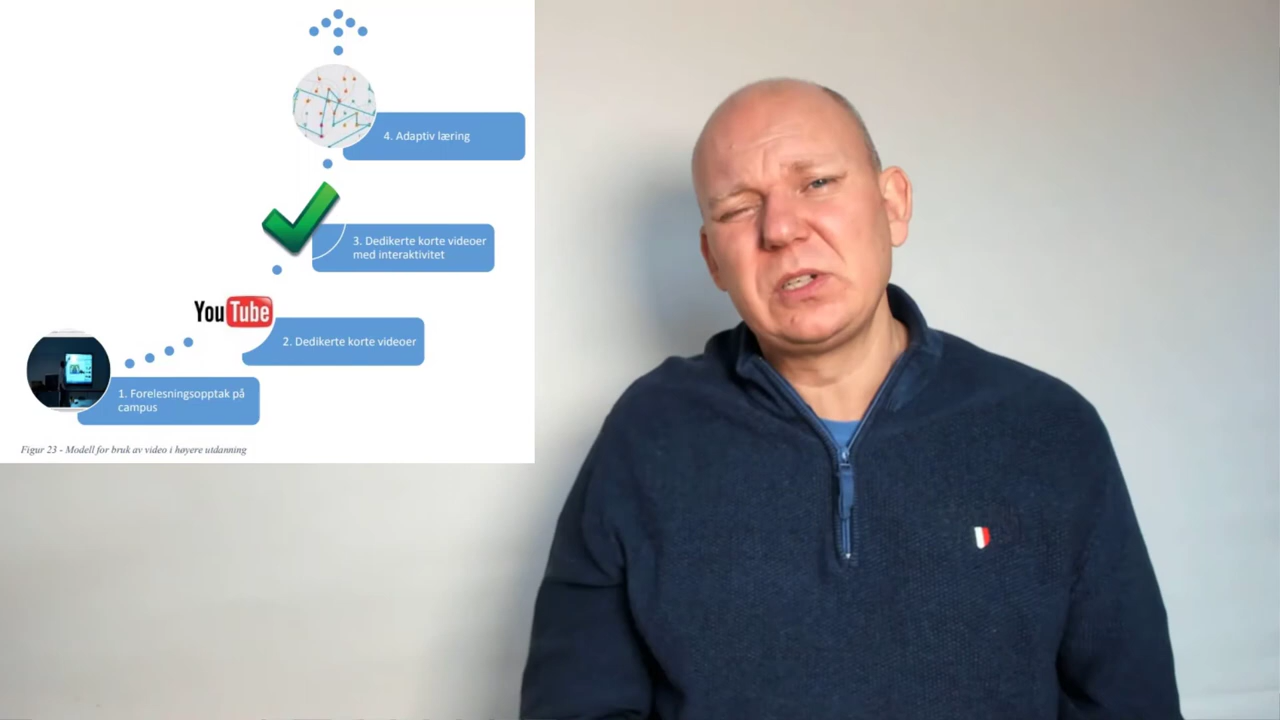 4. Adaptiv læring
3. Dedikerte korte videoer
med interaktivitet
YouTube
2. Dedikerte korte videoer
1. Forelesningsopptak på
campus
Figur 23 - Modell for bruk av video i høyere utdanning